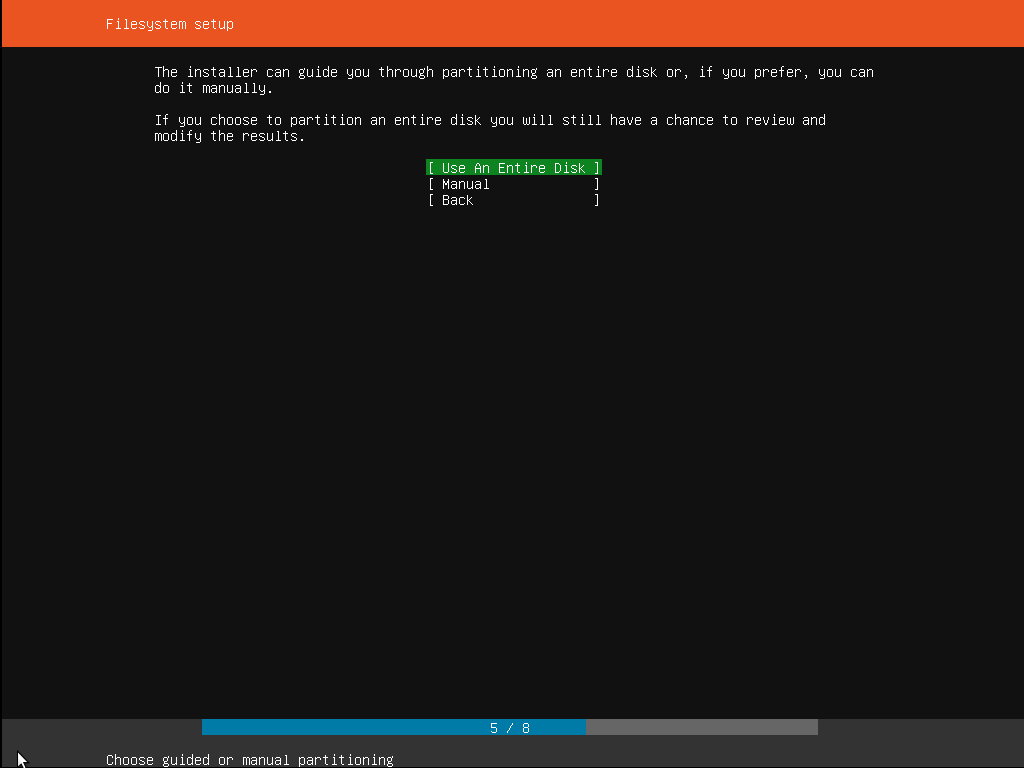 Filesystem setup
The installer can guide you through partitioning an entire disk or, if you prefer, you can
do it manually.
If you choose to partition an entire disk you will still have a chance to review and
modify the results.
[ Use An Entire Disk ]
[ Manual ]
[ Back ]
5 / 8
Choose guided or manual partitioning